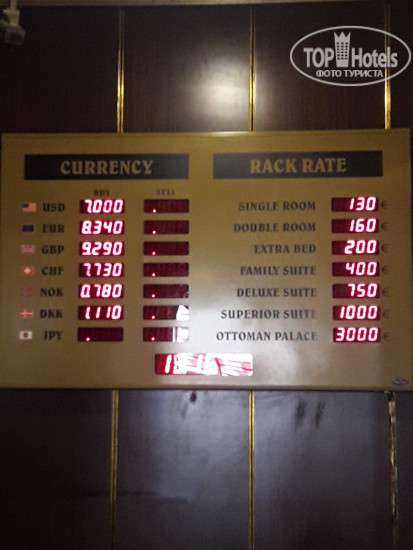 TOP Hotels
ФОТО ТУРИСТА
CURRENCY
RACK RATE
BUY SELL
USD 7.000 .
EUR 8.340 .
GBP 9.290 .
CHF 7.730 .
NOK 0.780 .
DKK 1.110 .
JPY . .
SINGLE ROOM 130 €
DOUBLE ROOM 160 €
EXTRA BED 200 €
FAMILY SUITE 400 €
DELUXE SUITE 750 €
SUPERIOR SUITE 1000 €
OTTOMAN PALACE 3000 €